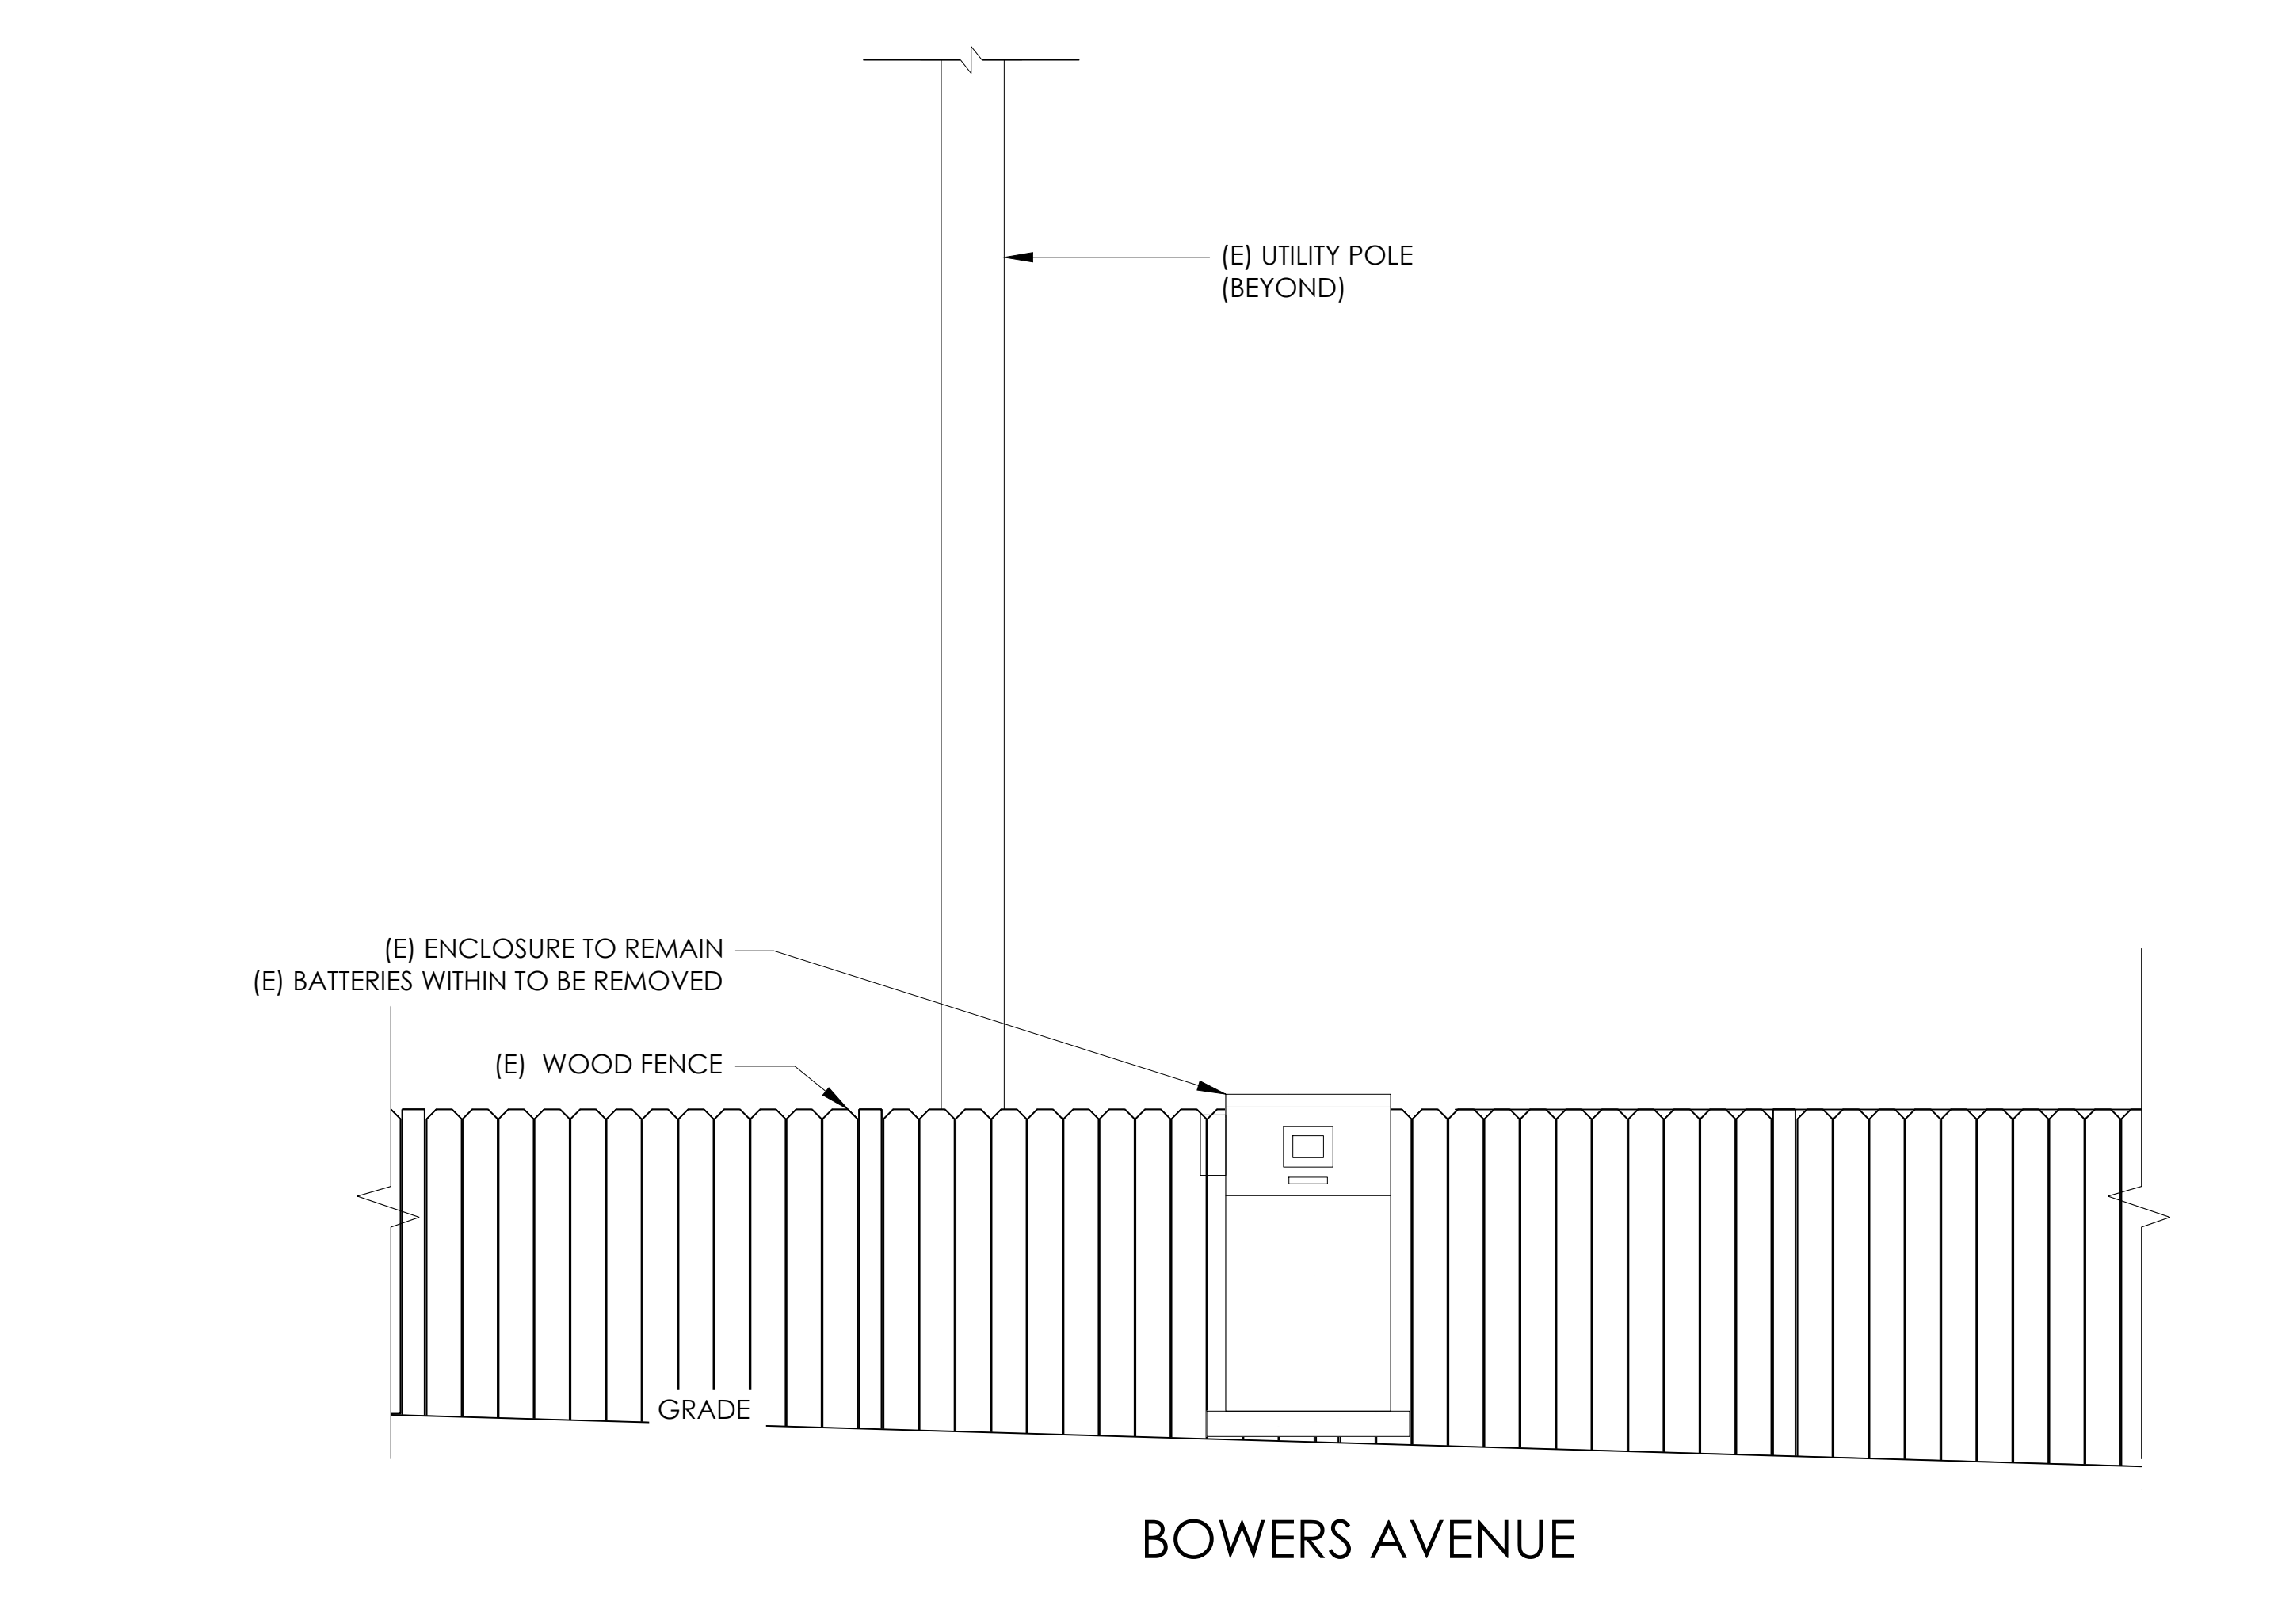 (E) UTILITY POLE
(BEYOND)
(E) ENCLOSURE TO REMAIN
(E) BATTERIES WITHIN TO BE REMOVED
(E) WOOD FENCE
GRADE
BOWERS AVENUE